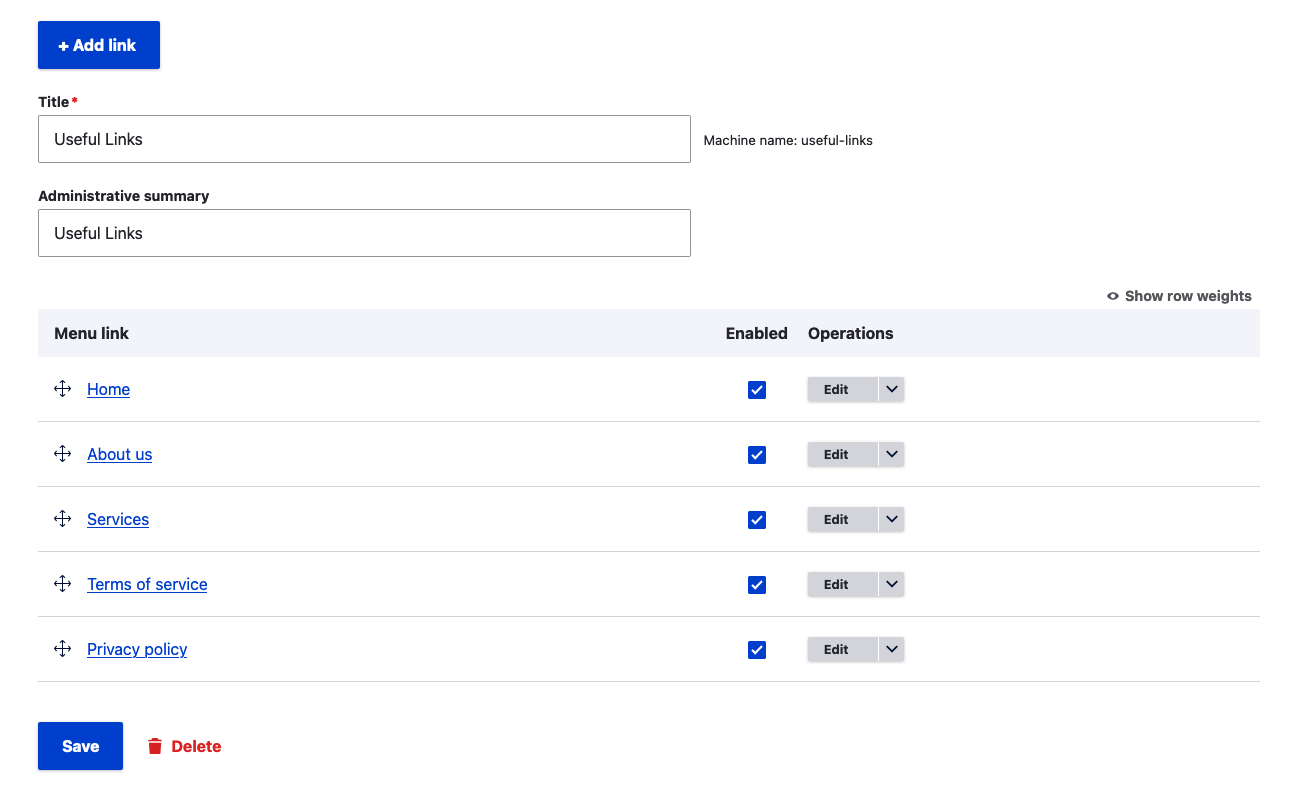 + Add link
Title*
Useful Links
Machine name: useful-links
Administrative summary
Useful Links
Show row weights
Menu link Enabled Operations
Home Edit
About us Edit
Services Edit
Terms of service Edit
Privacy policy Edit
Save Delete